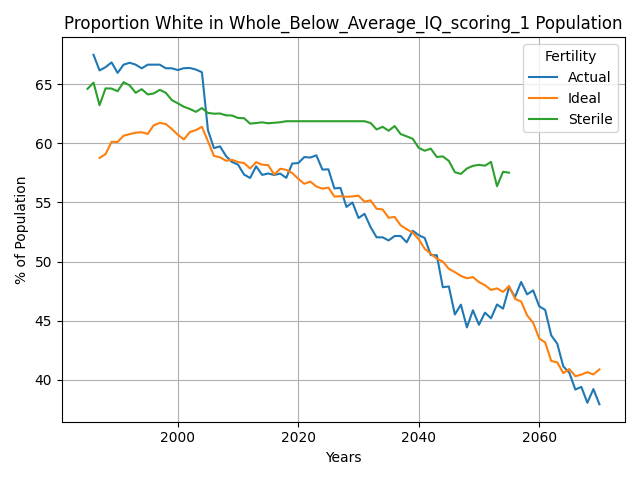 Proportion White in Whole_Below_Average_IQ_scoring_1 Population
Fertility
Actual
Ideal
Sterile
% of Population
65
60
55
50
45
40
2000
2020
2040
2060
Years